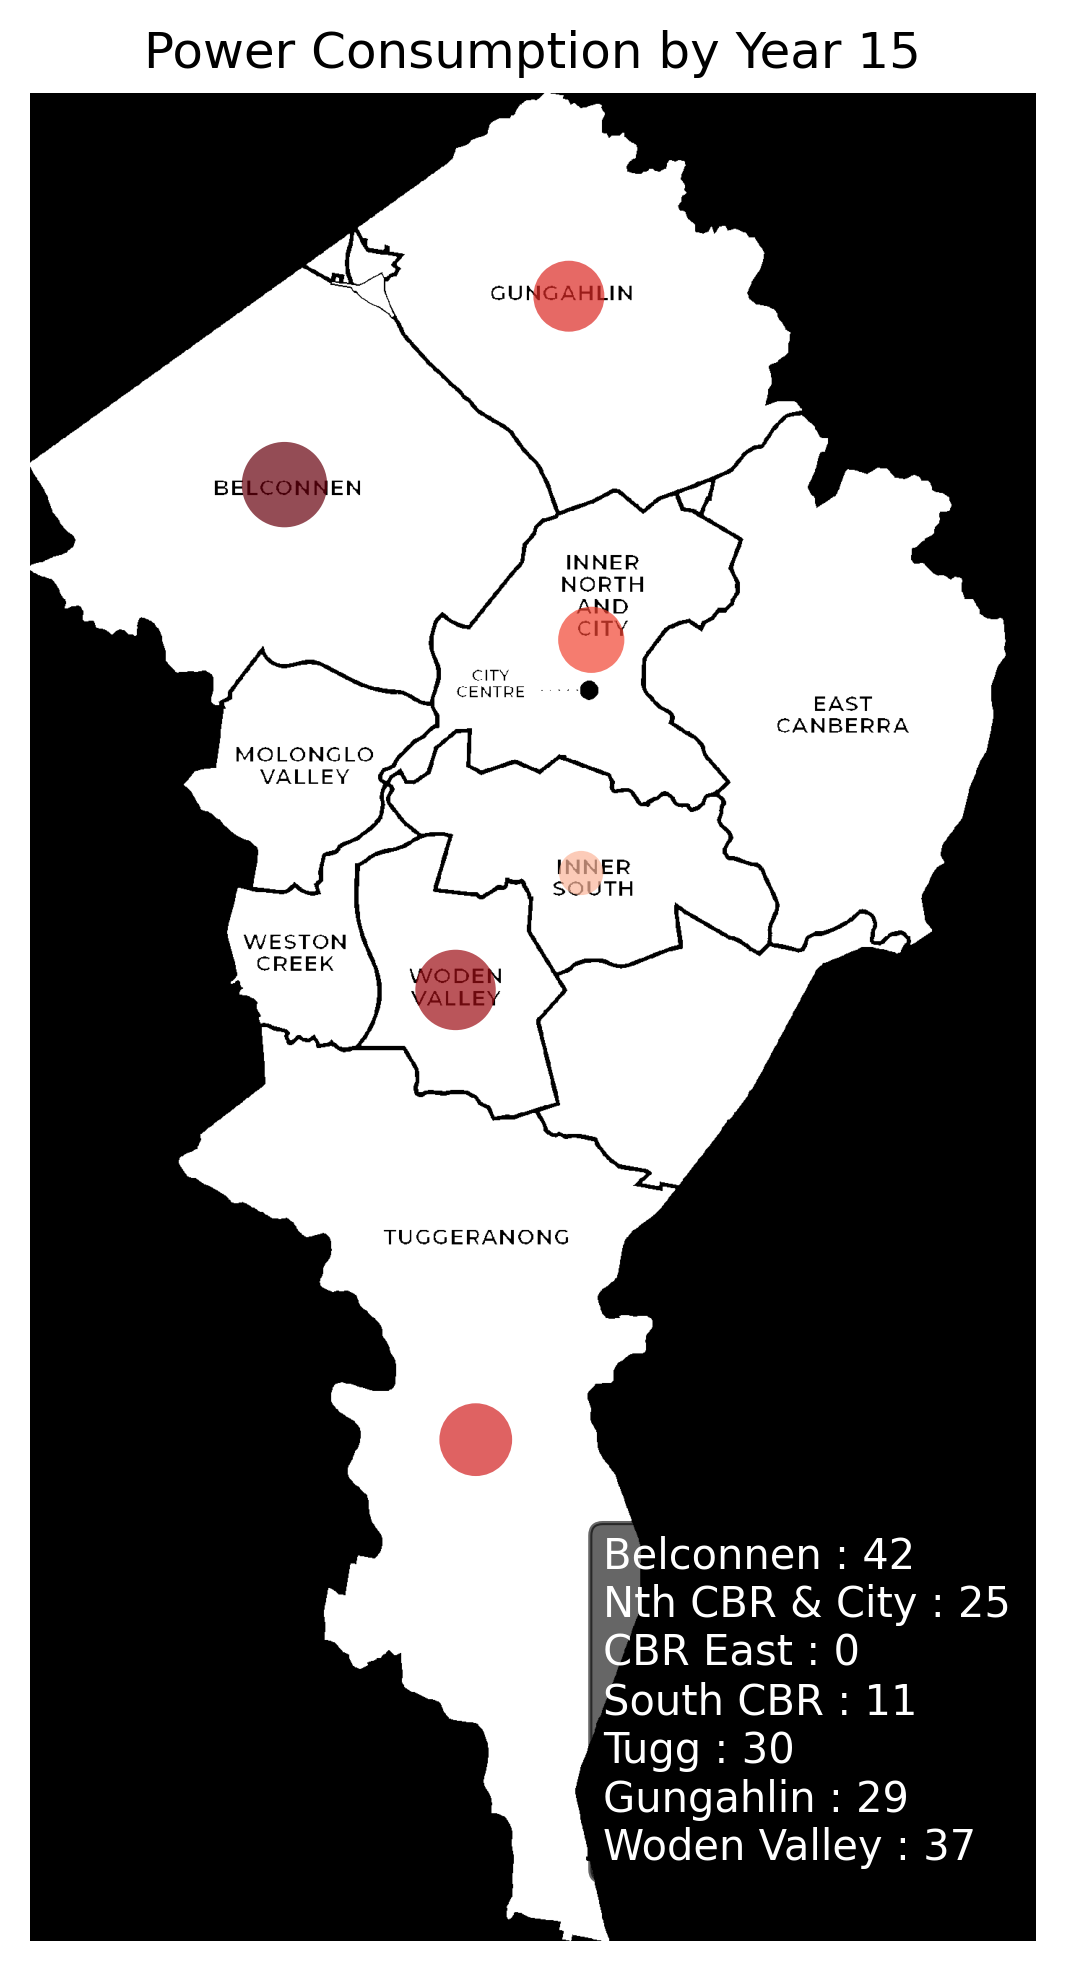 Power Consumption by Year 15
GUNGAHLIN
BELCONNEN
INNER
NORTH
AND
CITY
CITY
CENTRE
EAST
CANBERRA
MOLONGLO
VALLEY
INNER
SOUTH
WESTON
CREEK
WODEN
VALLEY
TUGGERANONG
Belconnen : 42
Nth CBR & City : 25
CBR East : 0
South CBR : 11
Tugg : 30
Gungahlin : 29
Woden Valley : 37